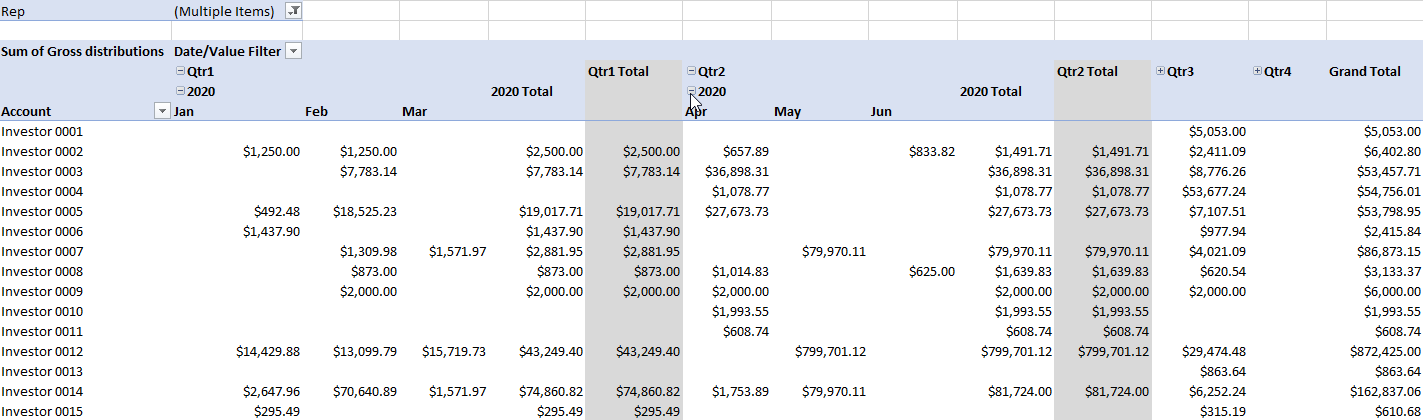 Rep (Multiple Items)
Sum of Gross distributions Date/Value Filter
Qtr1 Qtr1 Total Qtr2 Qtr2 Total Qtr3 Qtr4 Grand Total
2020 2020 Total 2020 2020 Total
Account Jan Feb Mar Apr May Jun
Investor 0001 $5,053.00 $5,053.00
Investor 0002 $1,250.00 $1,250.00 $2,500.00 $2,500.00 $657.89 $833.82 $1,491.71 $1,491.71 $2,411.09 $6,402.80
Investor 0003 $7,783.14 $7,783.14 $7,783.14 $36,898.31 $36,898.31 $36,898.31 $8,776.26 $53,457.71
Investor 0004 $1,078.77 $1,078.77 $1,078.77 $53,677.24 $54,756.01
Investor 0005 $492.48 $18,525.23 $19,017.71 $19,017.71 $27,673.73 $27,673.73 $27,673.73 $7,107.51 $53,798.95
Investor 0006 $1,437.90 $1,437.90 $1,437.90 $977.94 $2,415.84
Investor 0007 $1,309.98 $1,571.97 $2,881.95 $2,881.95 $79,970.11 $79,970.11 $79,970.11 $4,021.09 $86,873.15
Investor 0008 $873.00 $873.00 $873.00 $1,014.83 $625.00 $1,639.83 $1,639.83 $620.54 $3,133.37
Investor 0009 $2,000.00 $2,000.00 $2,000.00 $2,000.00 $2,000.00 $2,000.00 $2,000.00 $6,000.00
Investor 0010 $1,993.55 $1,993.55 $1,993.55 $1,993.55
Investor 0011 $608.74 $608.74 $608.74 $608.74
Investor 0012 $14,429.88 $13,099.79 $15,719.73 $43,249.40 $43,249.40 $799,701.12 $799,701.12 $799,701.12 $29,474.48 $872,425.00
Investor 0013 $863.64 $863.64
Investor 0014 $2,647.96 $70,640.89 $1,571.97 $74,860.82 $74,860.82 $1,753.89 $79,970.11 $81,724.00 $81,724.00 $6,252.24 $162,837.06
Investor 0015 $295.49 $295.49 $295.49 $315.19 $610.68